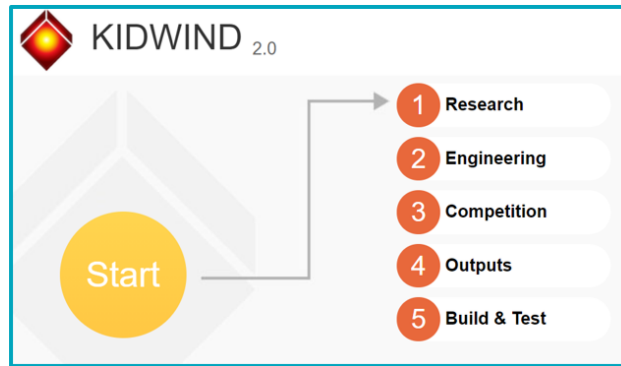 KIDWIND 2.0
1 Research
2 Engineering
3 Competition
Start
4 Outputs
5 Build & Test